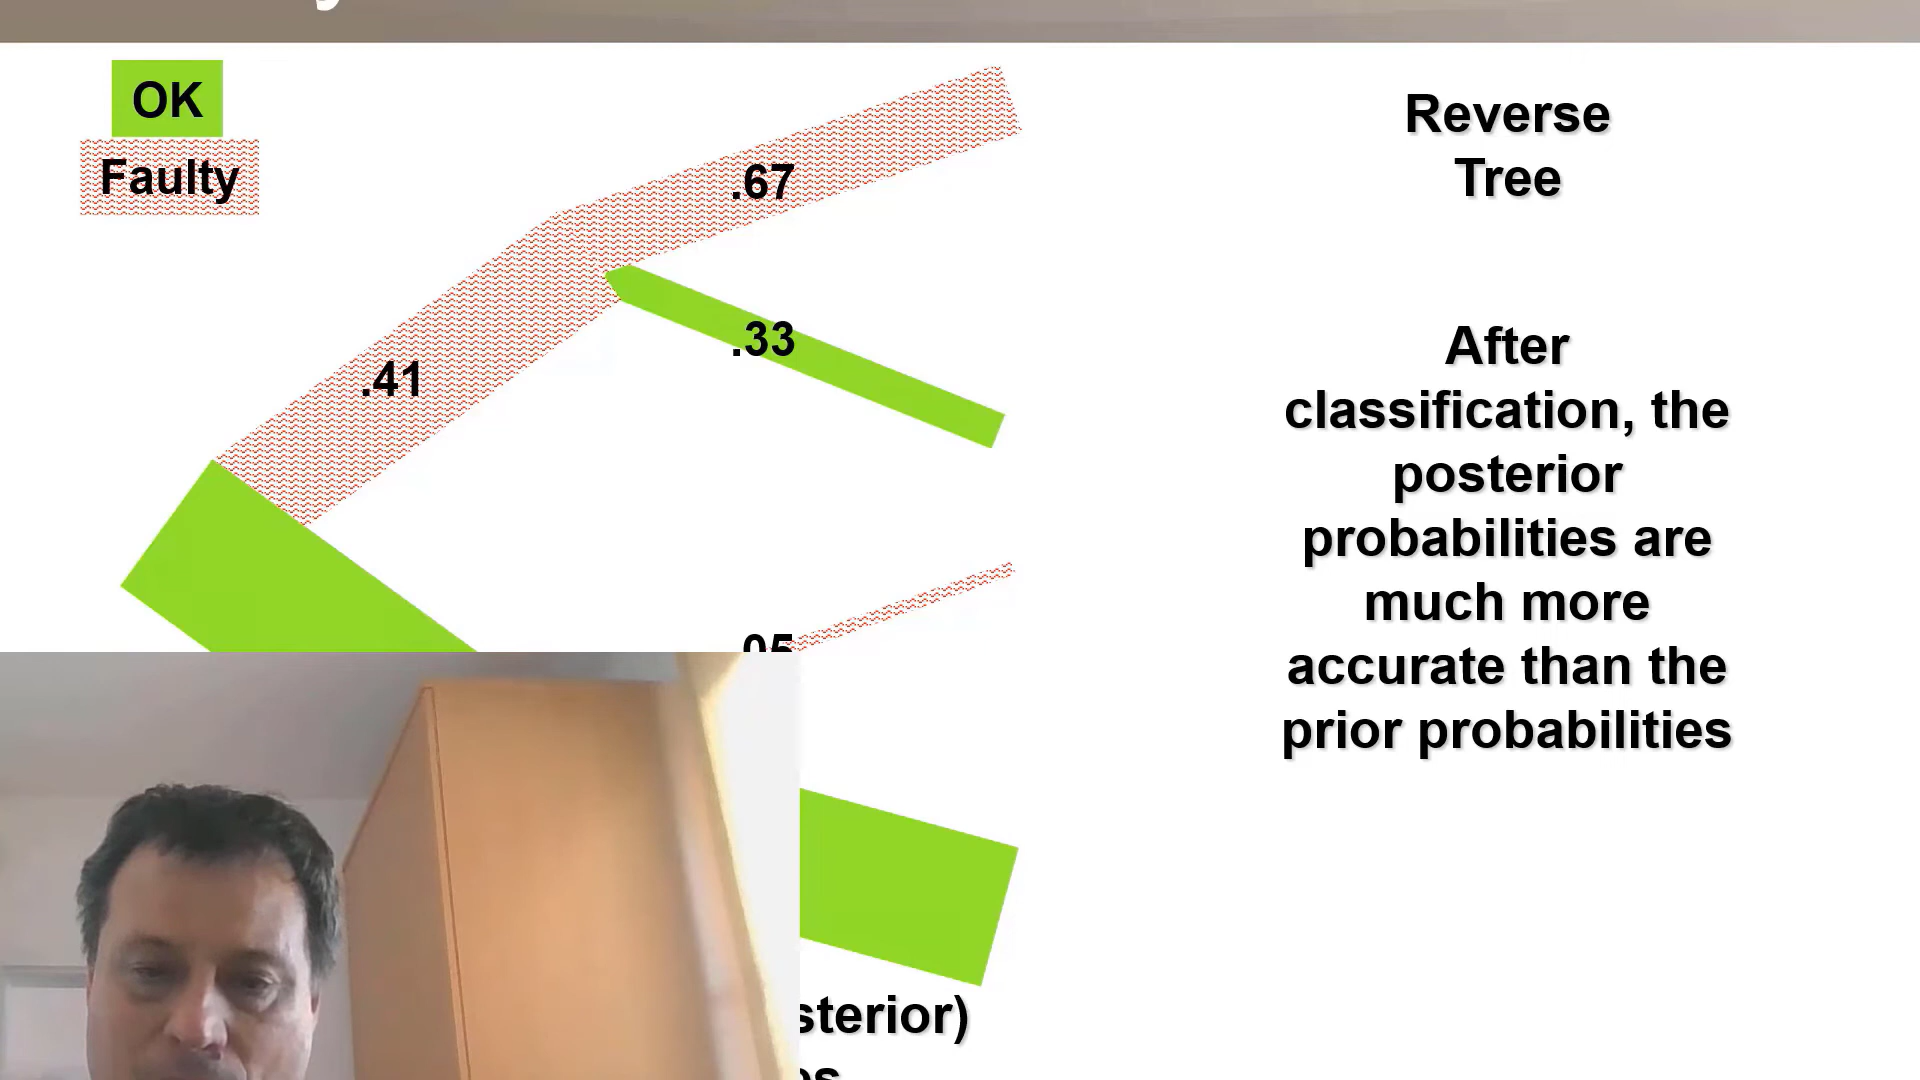 OK
Faulty
.67
.33
.41
05
Reverse
Tree
After
classification, the
posterior
probabilities are
much more
accurate than the
prior probabilities
sterior)